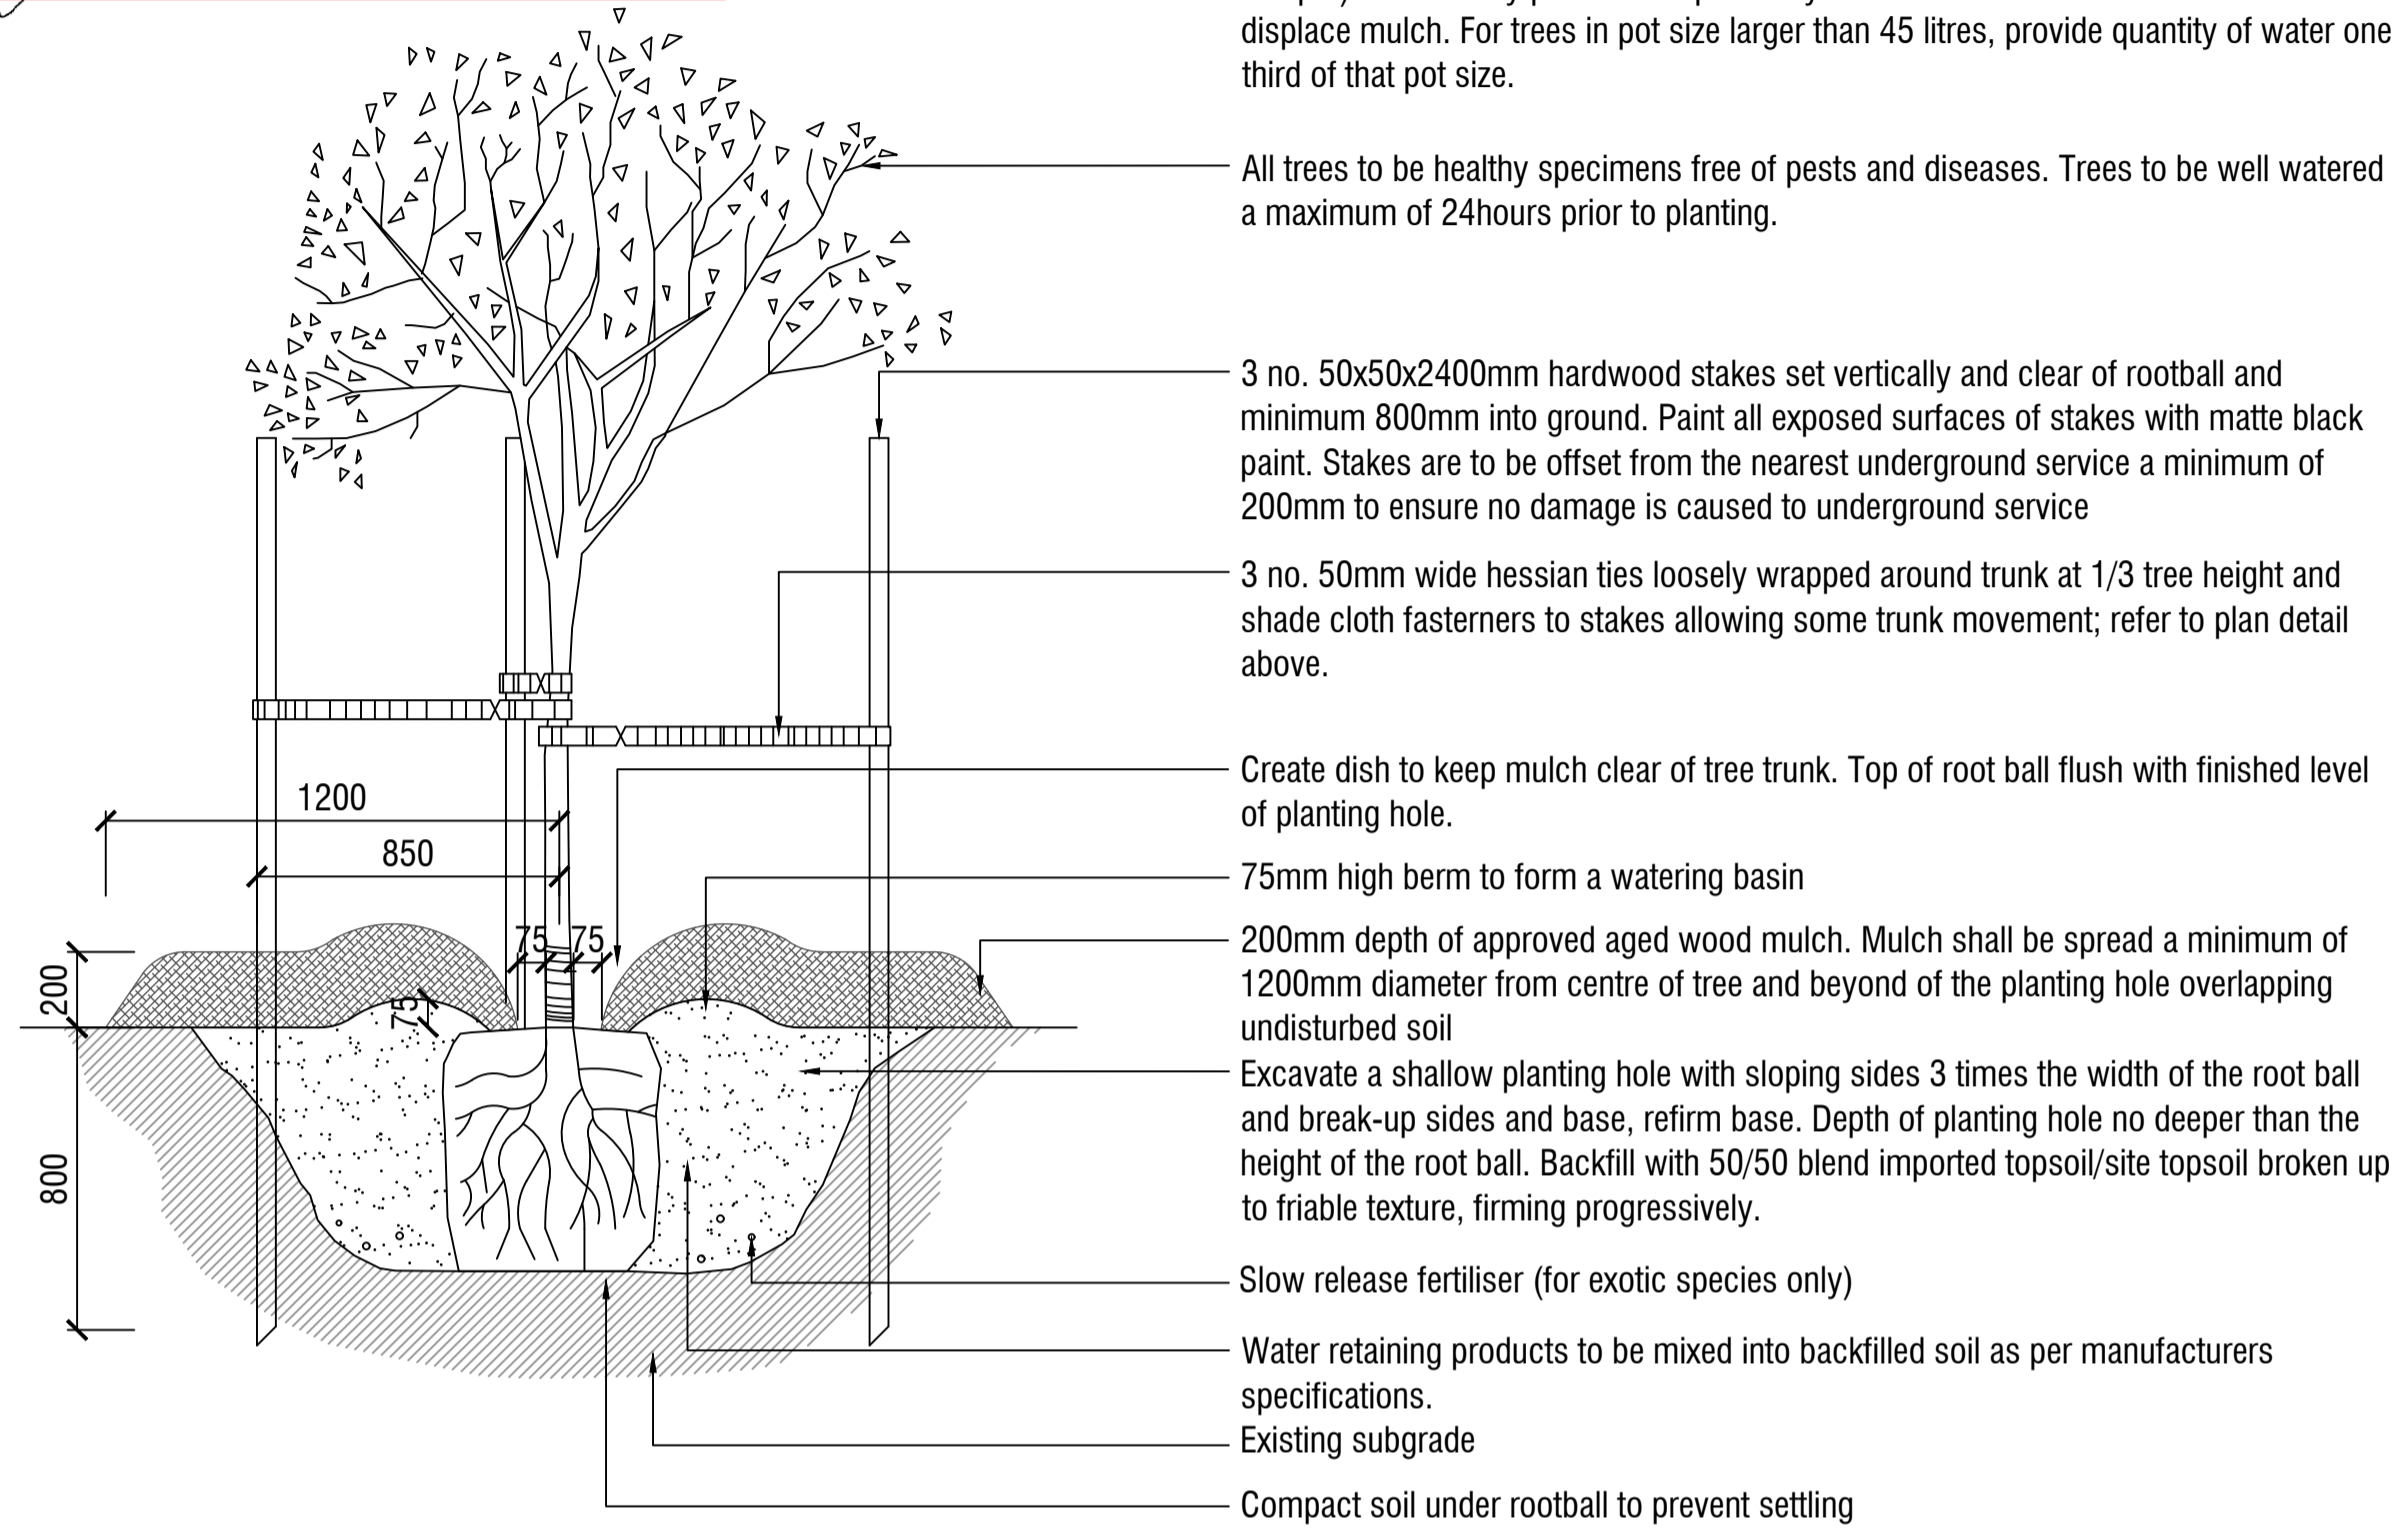 displace mulch. For trees in pot size larger than 45 litres, provide quantity of water one
third of that pot size.
All trees to be healthy specimens free of pests and diseases. Trees to be well watered
a maximum of 24hours prior to planting.
3 no. 50x50x2400mm hardwood stakes set vertically and clear of rootball and
minimum 800mm into ground. Paint all exposed surfaces of stakes with matte black
paint. Stakes are to be offset from the nearest underground service a minimum of
200mm to ensure no damage is caused to underground service
3 no. 50mm wide hessian ties loosely wrapped around trunk at 1/3 tree height and
shade cloth fasterners to stakes allowing some trunk movement; refer to plan detail
above.
Create dish to keep mulch clear of tree trunk. Top of root ball flush with finished level
of planting hole.
1200
850
75mm high berm to form a watering basin
75 75
200
75
200mm depth of approved aged wood mulch. Mulch shall be spread a minimum of
1200mm diameter from centre of tree and beyond of the planting hole overlapping
undisturbed soil
Excavate a shallow planting hole with sloping sides 3 times the width of the root ball
and break-up sides and base, refirm base. Depth of planting hole no deeper than the
height of the root ball. Backfill with 50/50 blend imported topsoil/site topsoil broken up
to friable texture, firming progressively.
800
Slow release fertiliser (for exotic species only)
Water retaining products to be mixed into backfilled soil as per manufacturers
specifications.
Existing subgrade
Compact soil under rootball to prevent settling